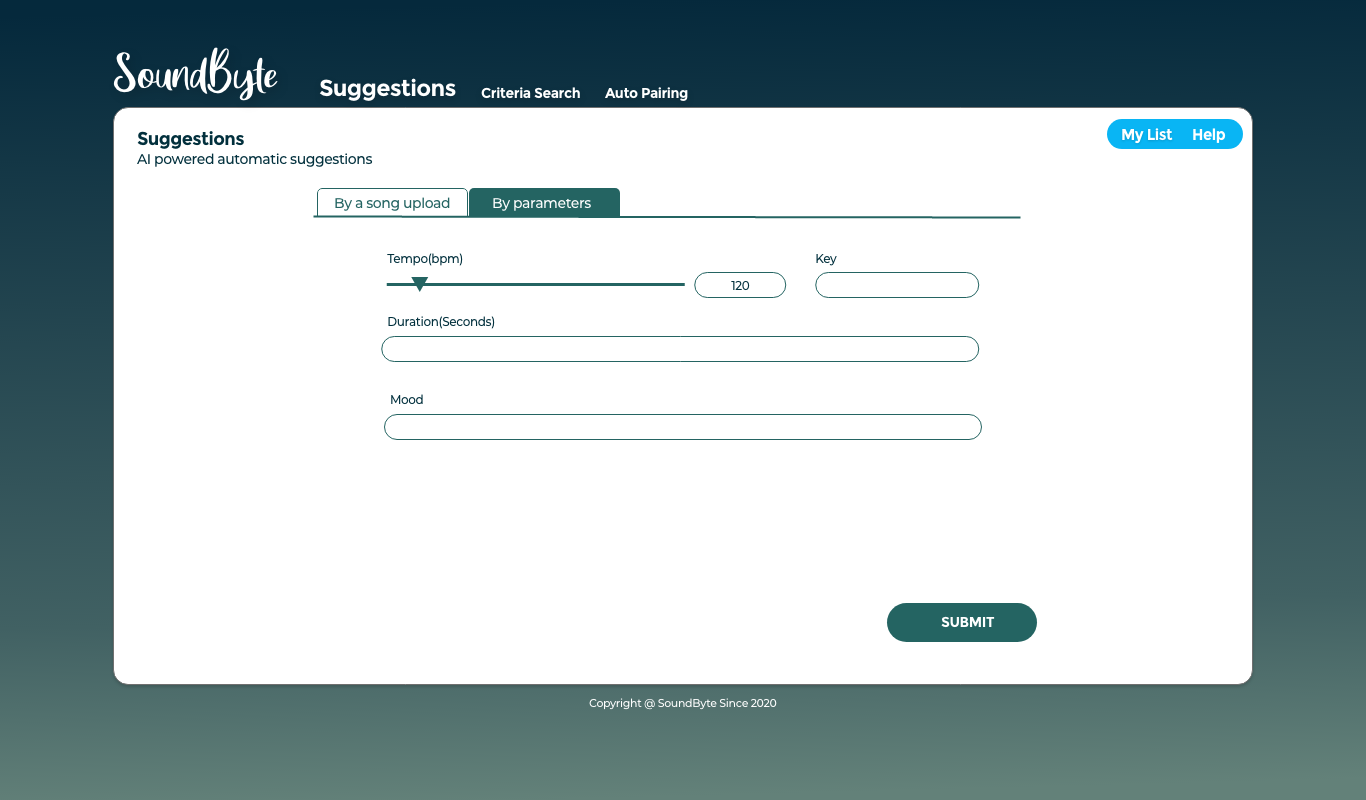 SoundByte
Suggestions Criteria Search Auto Pairing
My List Help
Suggestions
AI powered automatic suggestions
By a song upload By parameters
Tempo(bpm) Key
120
Duration(Seconds)
Mood
SUBMIT
Copyright @ SoundByte Since 2020